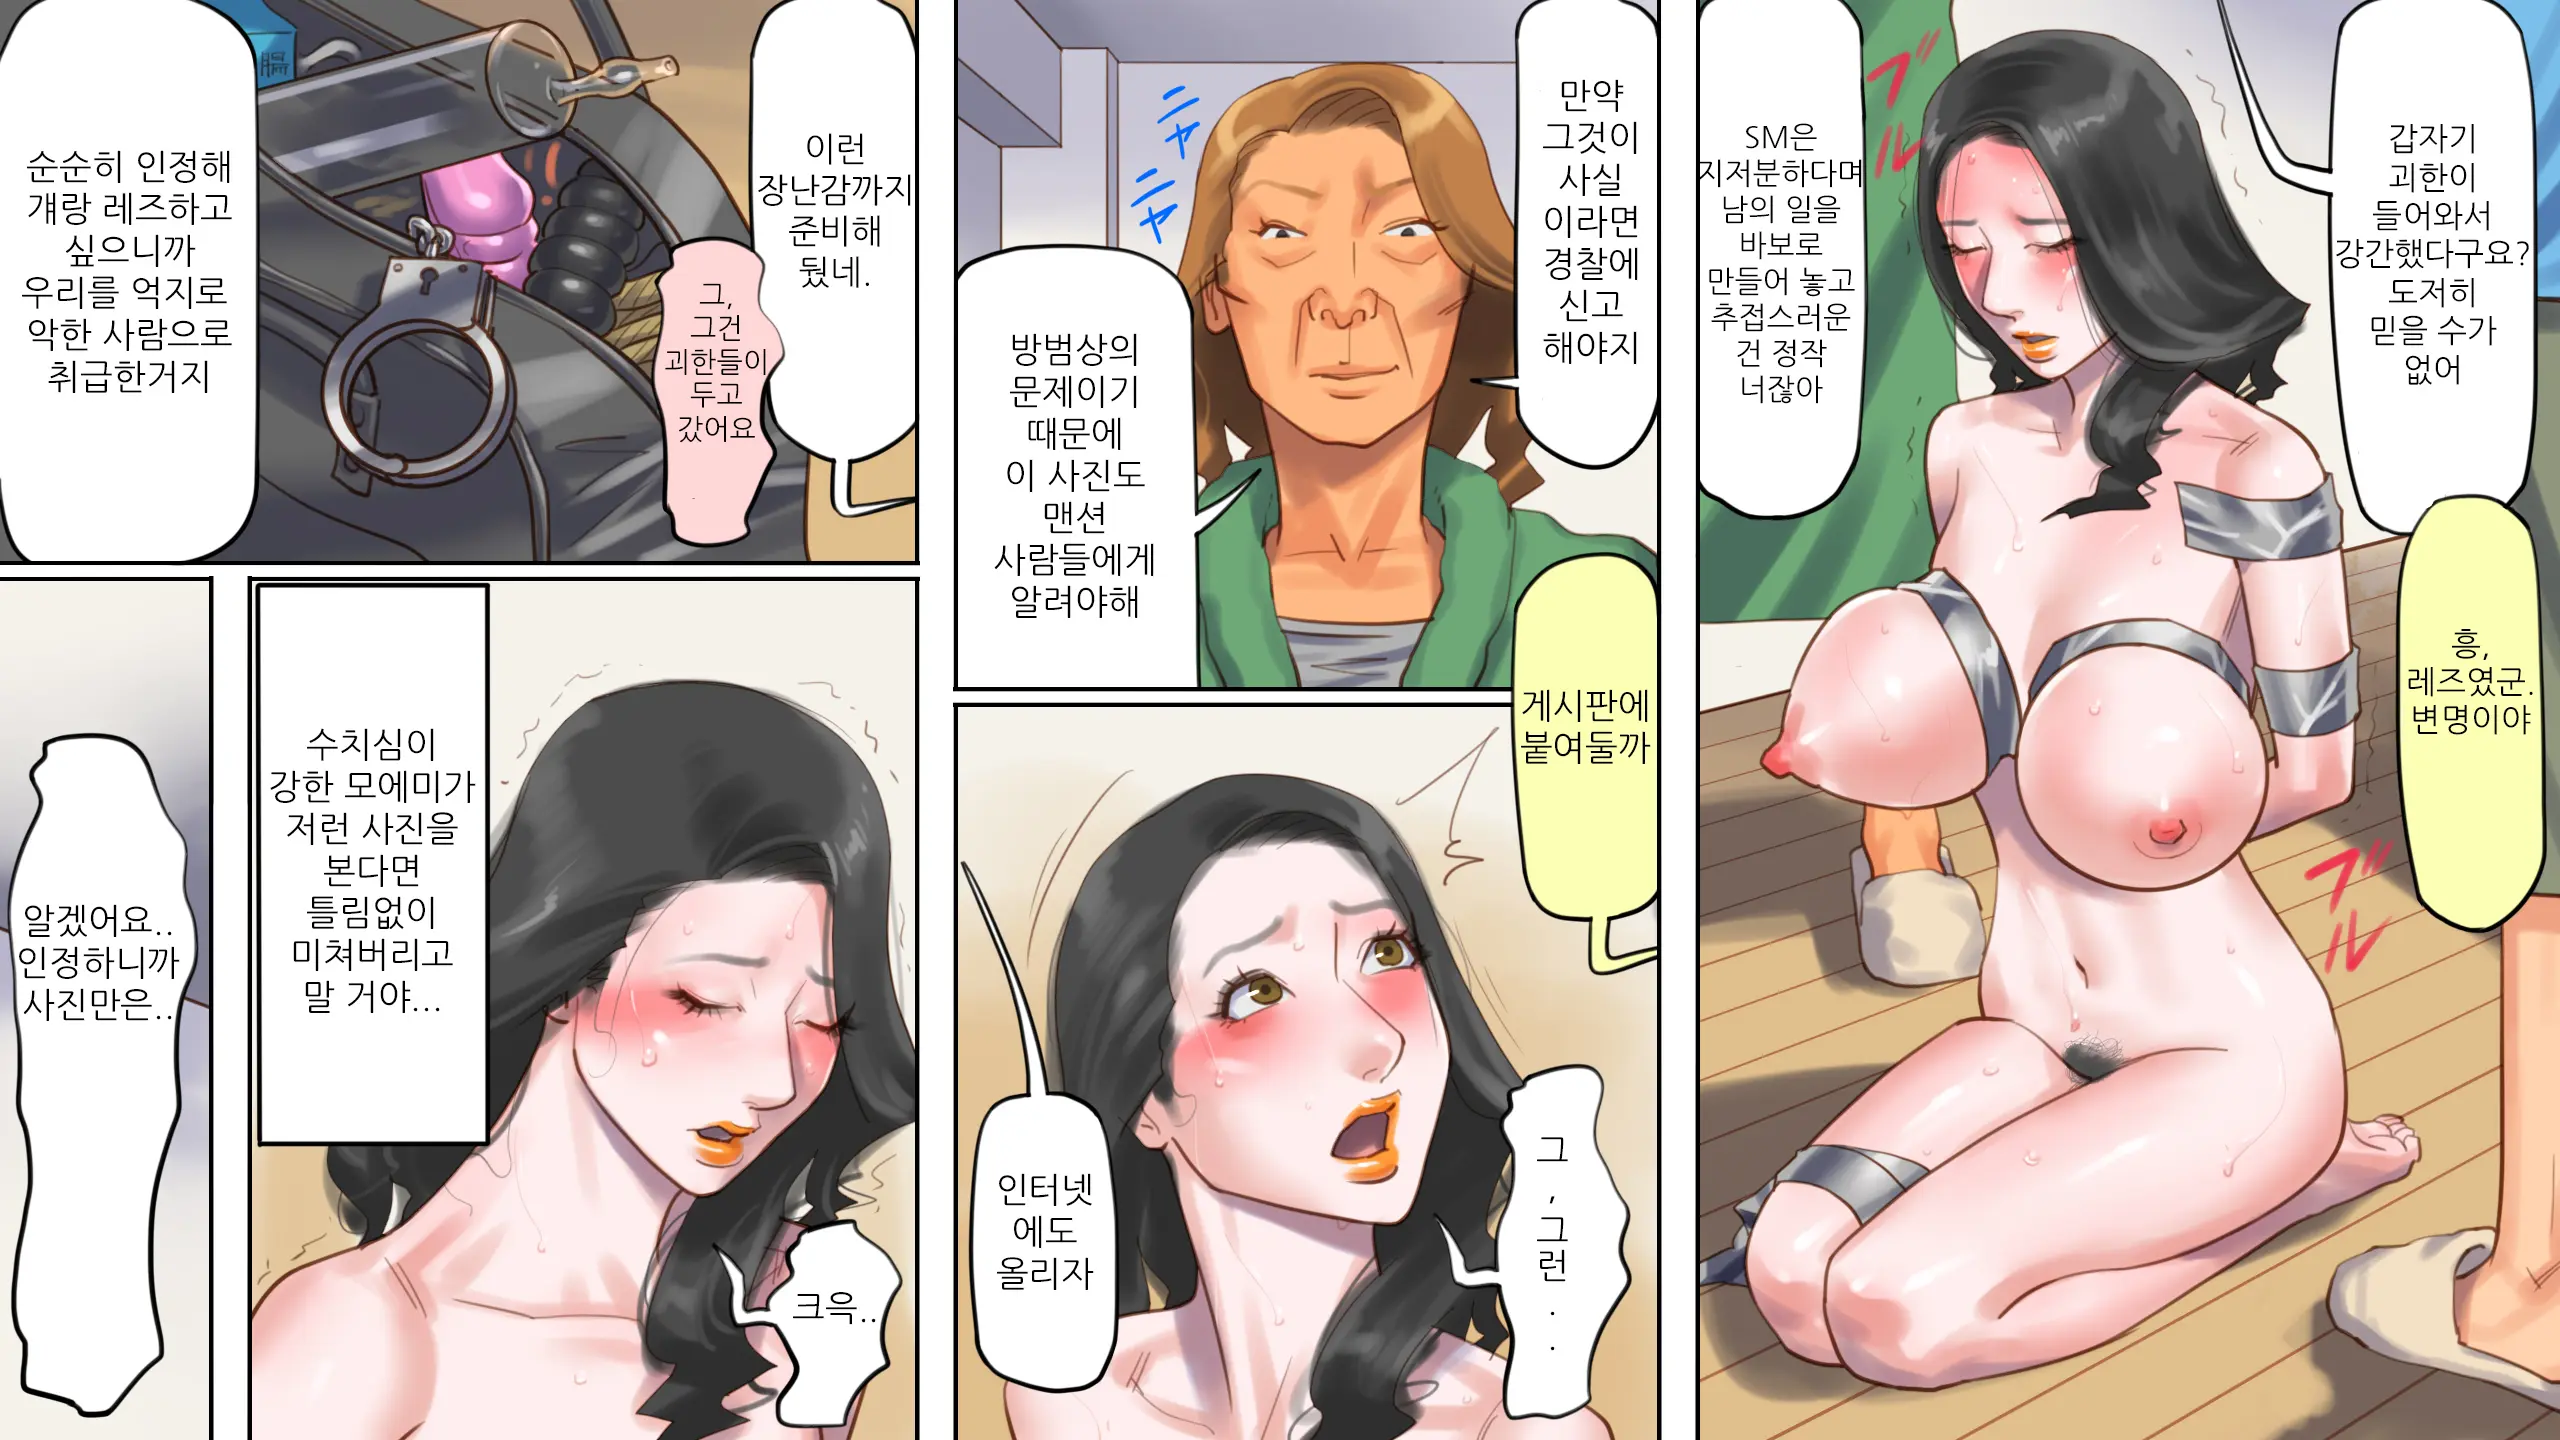 갑자기
괴한이
들어와서
강간했다구요?
도저히
믿을 수가
없어
흥,
레즈였군.
변명이야
SM은
지저분하다며
남의 일을
바보로
만들어 놓고
추접스러운
건 정작
너잖아
ブル
ブル
만약
그것이
사실
이라면
경찰에
신고
해야지
ニヤ
ニヤ
방범상의
문제이기
때문에
이 사진도
맨션
사람들에게
알려야해
게시판에
붙여둘까
그
,
그
런
.
.
인터넷
에도
올리자
이런
장난감까지
준비해
뒀네.
그,
그건
괴한들이
두고
갔어요
腸
순순히 인정해
걔랑 레즈하고
싶으니까
우리를 억지로
악한 사람으로
취급한거지
수치심이
강한 모에미가
저런 사진을
본다면
틀림없이
미쳐버리고
말 거야...
크윽..
알겠어요..
인정하니까
사진만은..